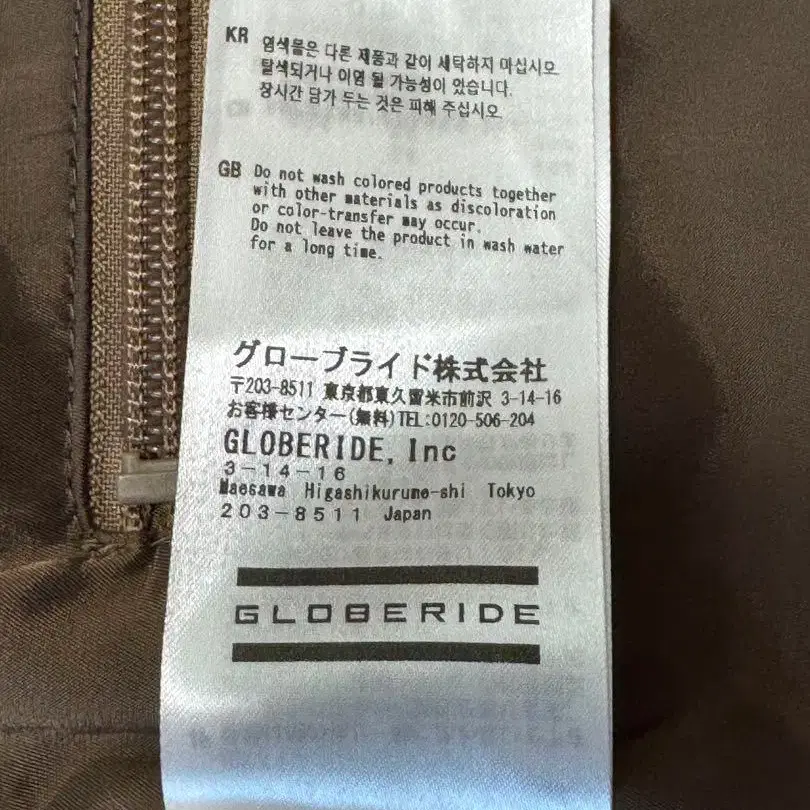 KR 염색물은 다른 제품과 같이 세탁하지 마십시오
탈색되거나 이염 될 가능성이 있습니다.
장시간 담가 두는 것은 피해 주십시오
GB Do not wash colored products together
with other materials as discoloration
or color-transfer may occur.
Do not leave the product in wash water
for a long time.
グローブライド株式会社
〒203-8511 東京都東久留米市前沢 3-14-16
お客様センター(無料)TEL:0120-506-204
GLOBERIDE, Inc
3-14-16
Maesawa Higashikurume-shi Tokyo
203-8511 Japan
GLOBERIDE